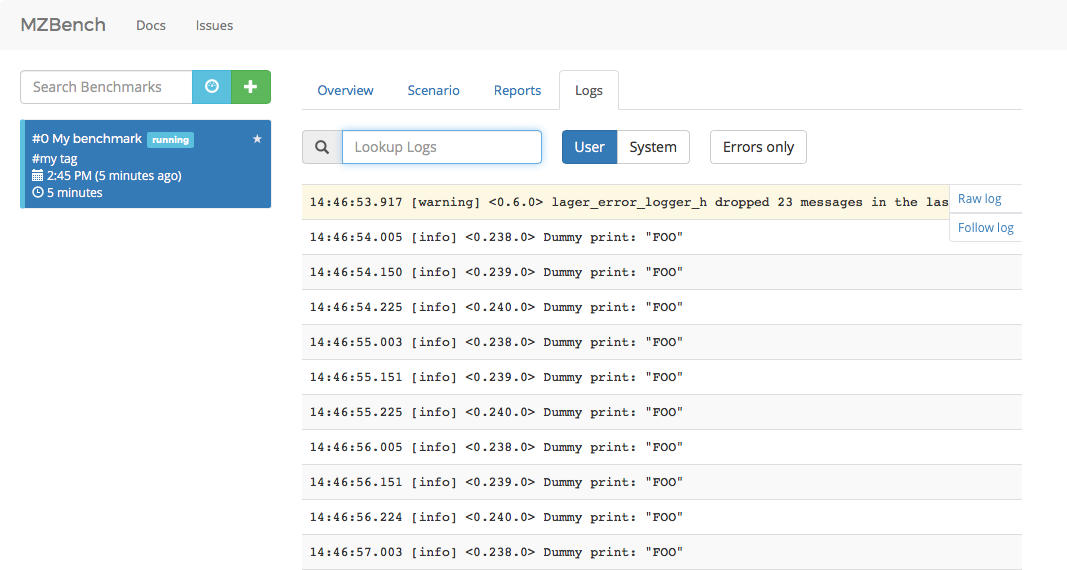 MZBench Docs Issues
Search Benchmarks
#0 My benchmark running
#my tag
2:45 PM (5 minutes ago)
5 minutes
Overview Scenario Reports Logs
Lookup Logs User System Errors only
14:46:53.917 [warning] <0.6.0> lager_error_logger_h dropped 23 messages in the las
Raw log
Follow log
14:46:54.005 [info] <0.238.0> Dummy print: "FOO"
14:46:54.150 [info] <0.239.0> Dummy print: "FOO"
14:46:54.225 [info] <0.240.0> Dummy print: "FOO"
14:46:55.003 [info] <0.238.0> Dummy print: "FOO"
14:46:55.151 [info] <0.239.0> Dummy print: "FOO"
14:46:55.225 [info] <0.240.0> Dummy print: "FOO"
14:46:56.005 [info] <0.238.0> Dummy print: "FOO"
14:46:56.151 [info] <0.239.0> Dummy print: "FOO"
14:46:56.224 [info] <0.240.0> Dummy print: "FOO"
14:46:57.003 [info] <0.238.0> Dummy print: "FOO"